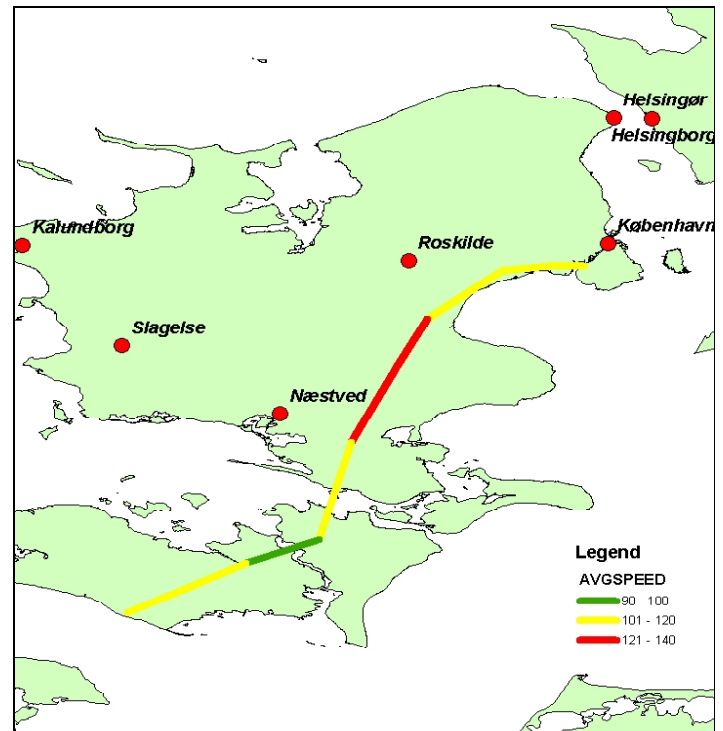 Helsingør
Helsingborg
København
Kalundborg
Roskilde
Slagelse
Næstved
Legend
AVGSPEED
90 - 100
101 - 120
121 - 140